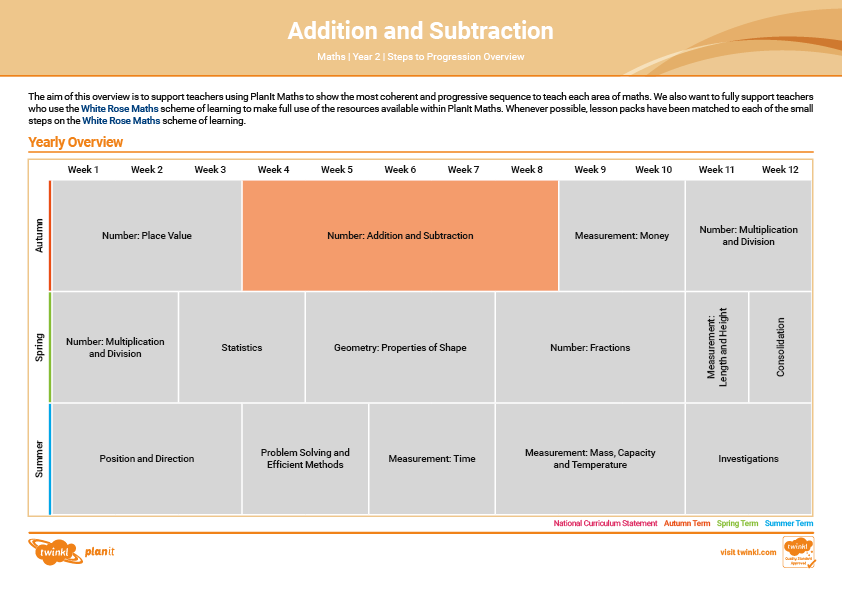 Addition and Subtraction
Maths | Year 2 | Steps to Progression Overview
The aim of this overview is to support teachers using PlanIt Maths to show the most coherent and progressive sequence to teach each area of maths. We also want to fully support teachers
who use the White Rose Maths scheme of learning to make full use of the resources available within PlanIt Maths. Whenever possible, lesson packs have been matched to each of the small
steps on the White Rose Maths scheme of learning.
Yearly Overview
Week 1 Week 2 Week 3 Week 4 Week 5 Week 6 Week 7 Week 8 Week 9 Week 10 Week 11 Week 12
Autumn
Number: Place Value
Number: Addition and Subtraction
Measurement: Money
Number: Multiplication
and Division
Spring
Number: Multiplication
and Division
Statistics
Geometry: Properties of Shape
Number: Fractions
Measurement:
Length and Height
Consolidation
Summer
Position and Direction
Problem Solving and
Efficient Methods
Measurement: Time
Measurement: Mass, Capacity
and Temperature
Investigations
National Curriculum Statement Autumn Term Spring Term Summer Term
twinkl planit
visit twinkl.com
twinkl
Quality Standard
Approved